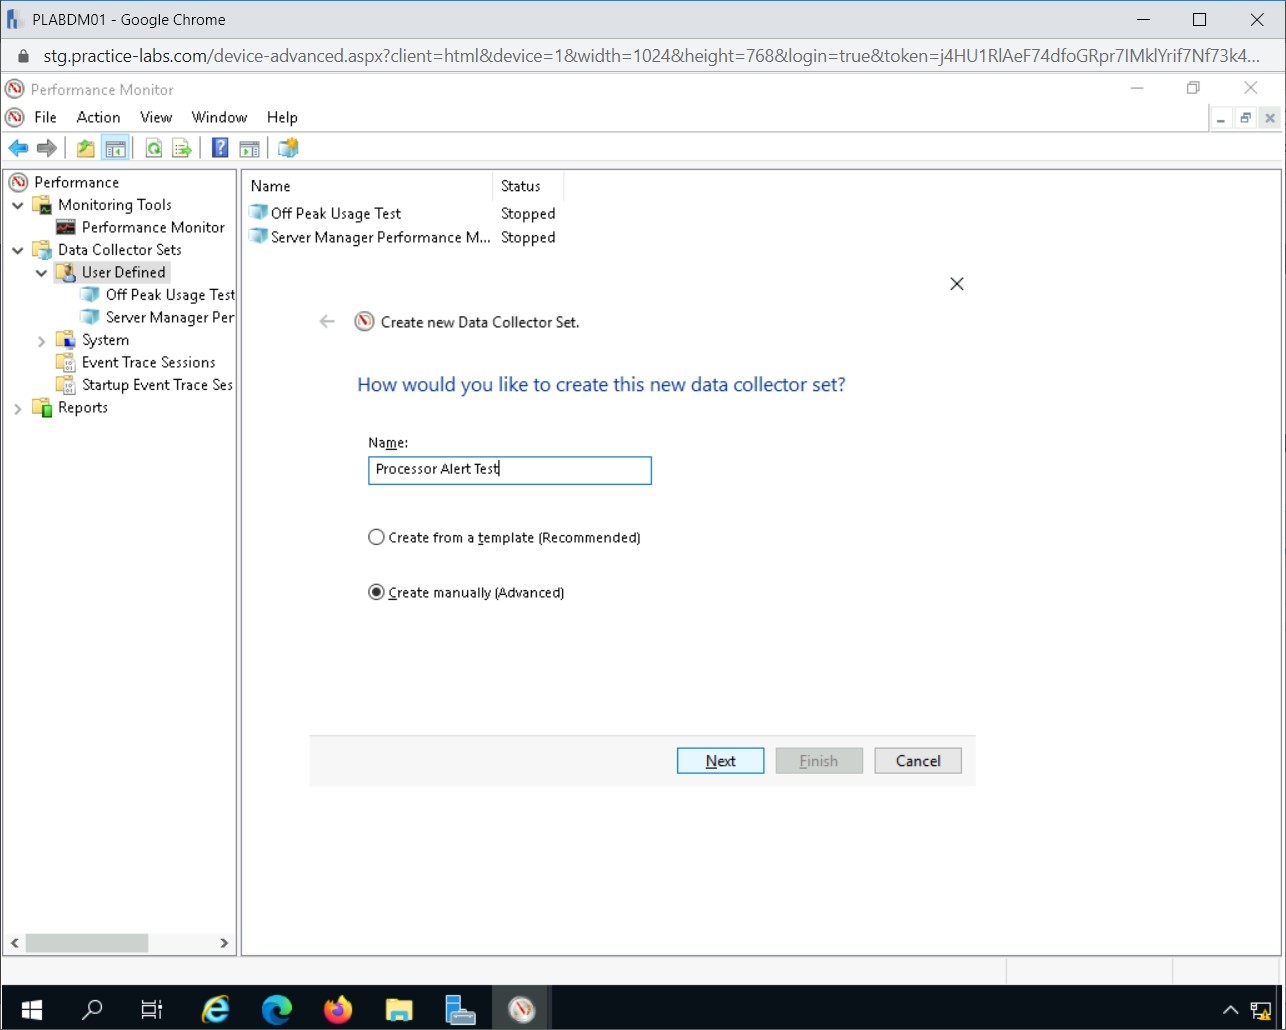 PLABDM01 - Google Chrome
stg.practice-labs.com/device-advanced.aspx?client=html&device=1&width=1024&height=768&login=true&token=j4HU1RlAeF74dfoGRpr7IMklYrif7Nf73k4...
Performance Monitor
File Action View Window Help
Performance
Monitoring Tools
Performance Monitor
Data Collector Sets
User Defined
Off Peak Usage Test
Server Manager Per
System
Event Trace Sessions
Startup Event Trace Ses
Reports
Name Status
Off Peak Usage Test Stopped
Server Manager Performance M... Stopped
Create new Data Collector Set.
How would you like to create this new data collector set?
Name:
Processor Alert Test
Create from a template (Recommended)
Create manually (Advanced)
Next Finish Cancel